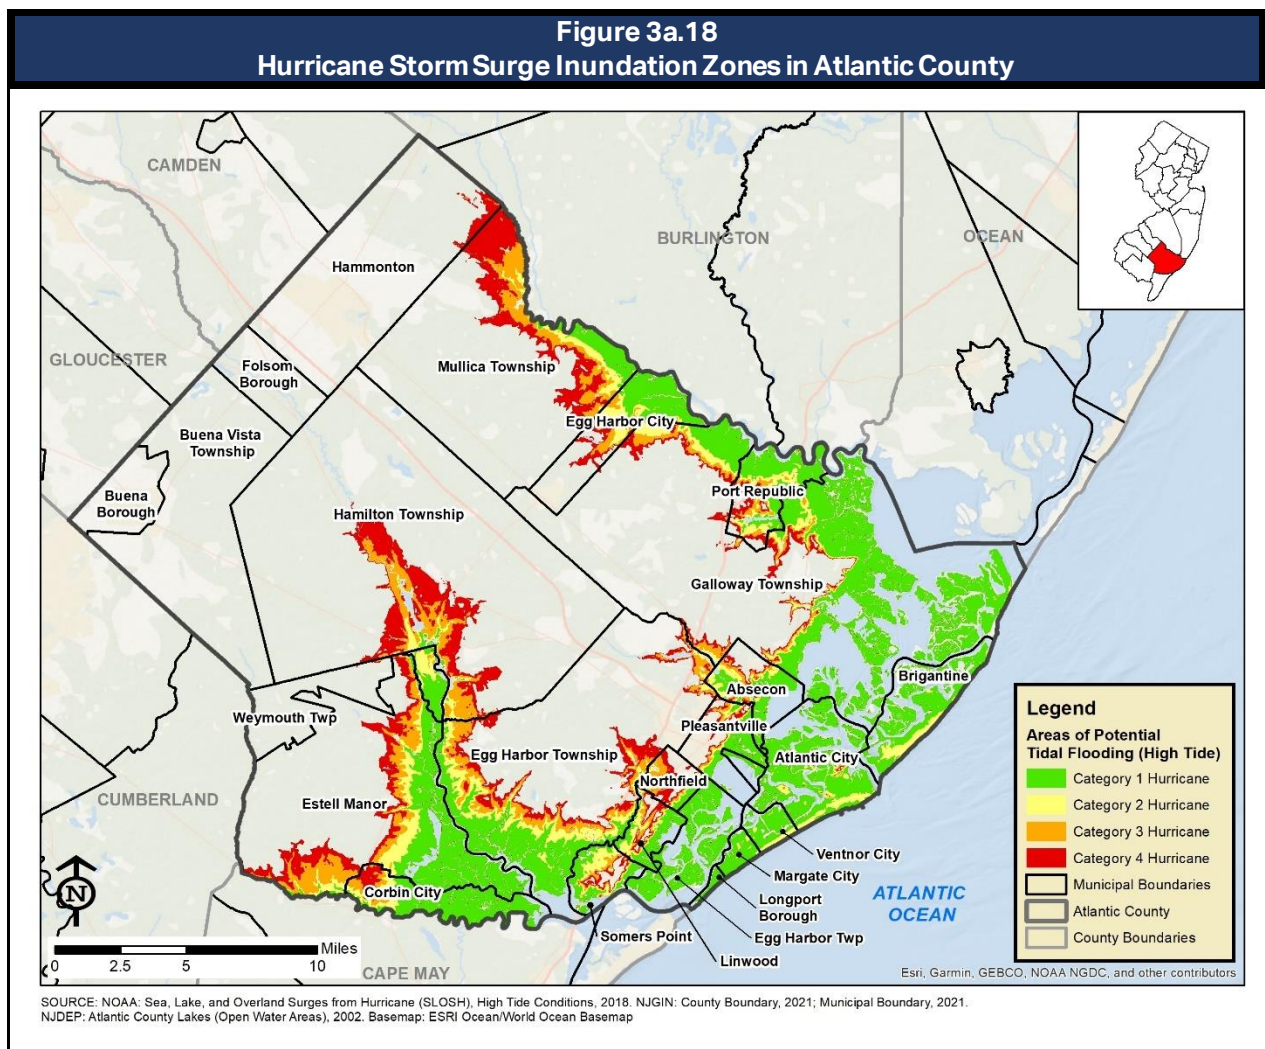 Figure 3a.18
Hurricane Storm Surge Inundation Zones in Atlantic County
CAMDEN
BURLINGTON
OCEAN
Hammonton
GLOUCESTER
Folsom
Borough
Mullica Township
Egg Harbor City
Buena Vista
Township
Buena
Borough
Port Republic
Hamilton Township
Galloway Township
Brigantine
Absecon
Weymouth Twp
Pleasantville
Egg Harbor Township
Atlantic City
Northfield
CUMBERLAND
Estell Manor
Ventnor City
Margate City
Corbin City
Longport
Borough
ATLANTIC
OCEAN
Somers Point
Egg Harbor Twp
Linwood
CAPE MAY
N
Miles
0 2.5 5 10
Legend
Areas of Potential
Tidal Flooding (High Tide)
Category 1 Hurricane
Category 2 Hurricane
Category 3 Hurricane
Category 4 Hurricane
Municipal Boundaries
Atlantic County
County Boundaries
Esri, Garmin, GEBCO, NOAA NGDC, and other contributors
SOURCE: NOAA: Sea, Lake, and Overland Surges from Hurricane (SLOSH), High Tide Conditions, 2018. NJGIN: County Boundary, 2021; Municipal Boundary, 2021.
NJDEP: Atlantic County Lakes (Open Water Areas), 2002. Basemap: ESRI Ocean/World Ocean Basemap